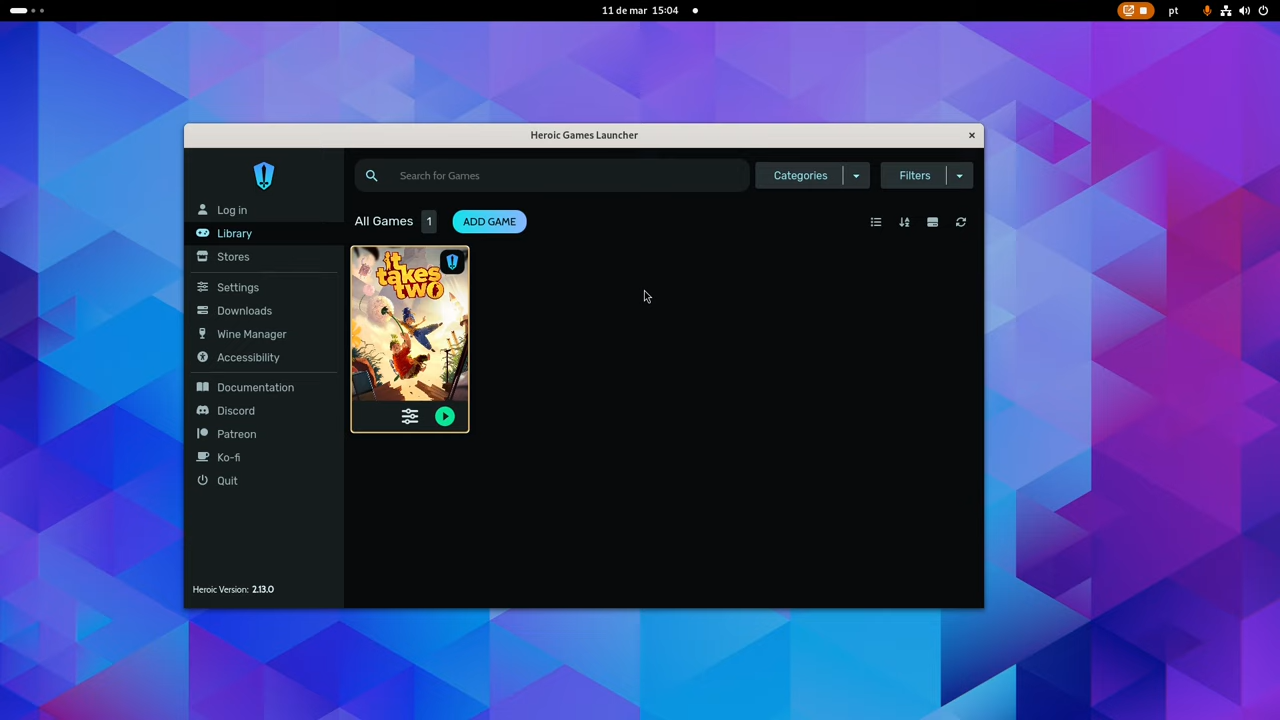 11 de mar 15:04
pt
Heroic Games Launcher
Search for Games
Categories
Filters
Log in
Library
Stores
Settings
Downloads
Wine Manager
Accessibility
Documentation
Discord
Patreon
Ko-fi
Quit
Heroic Version: 2.13.0
All Games 1 ADD GAME
it
takes
two